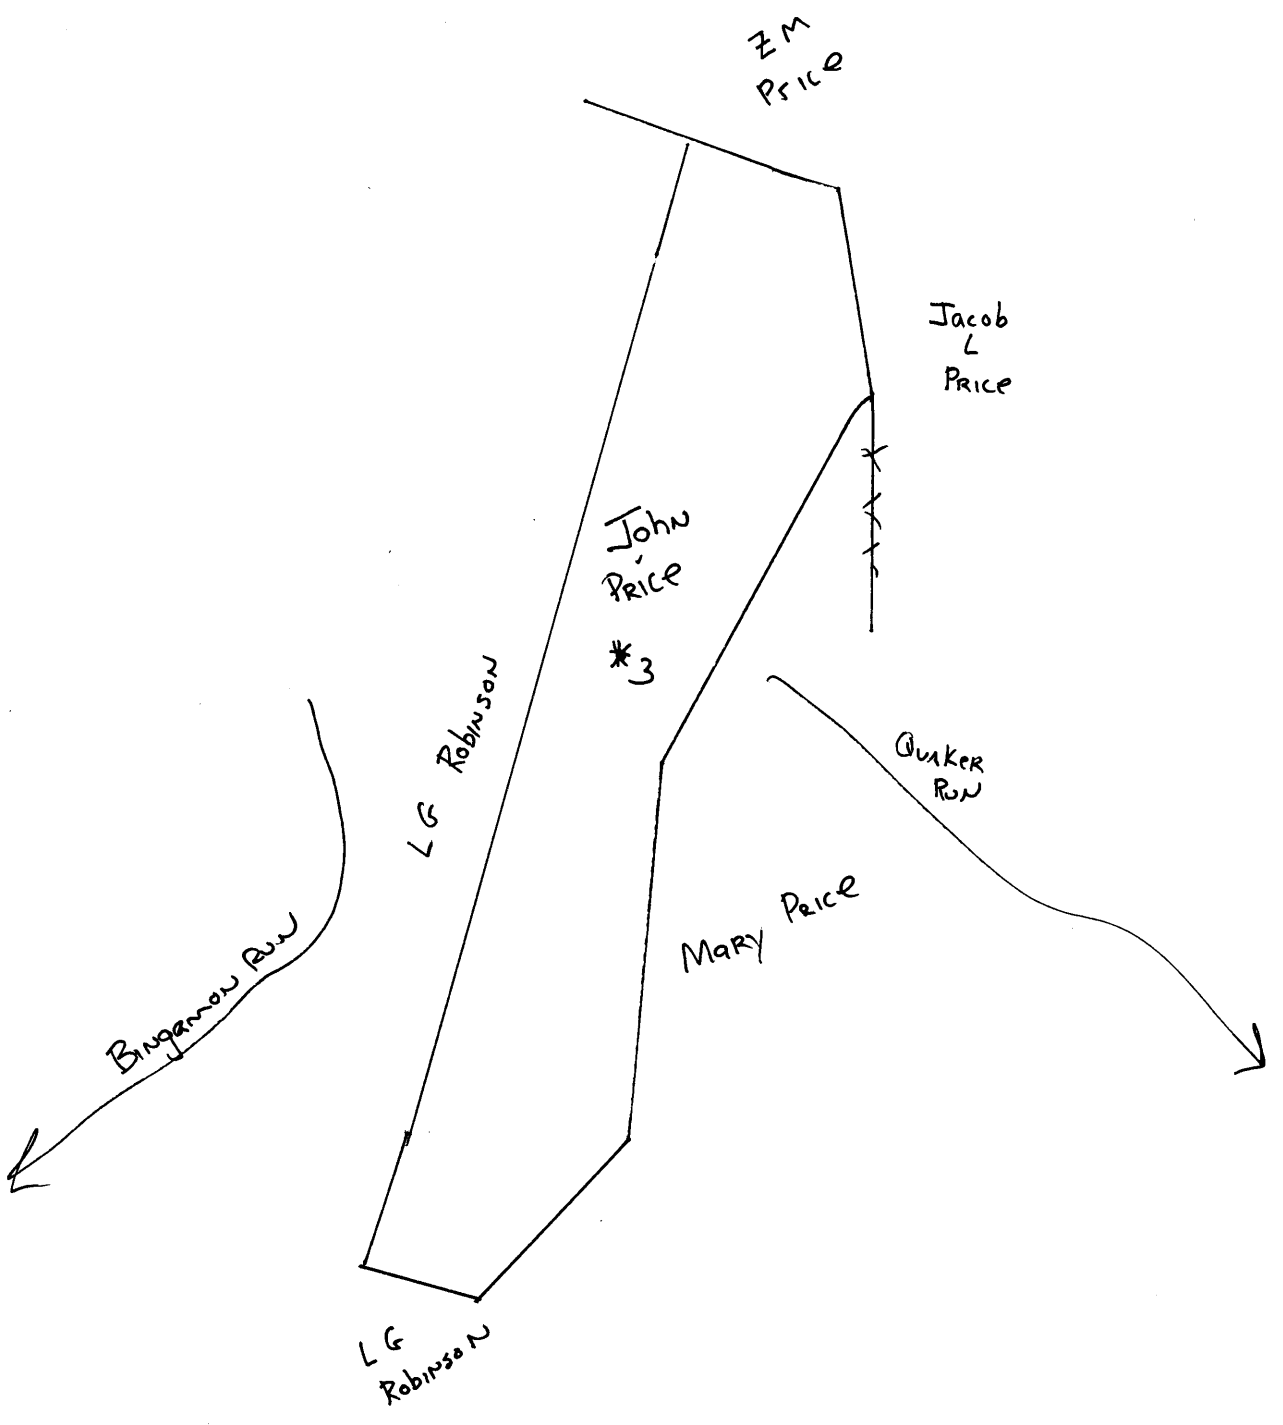 ZM
Price
Jacob
L
PRICE
John
PRICE
*3
LG Robinson
Quaker
Run
Mary Price
Bingamon Run
LG
Robinson